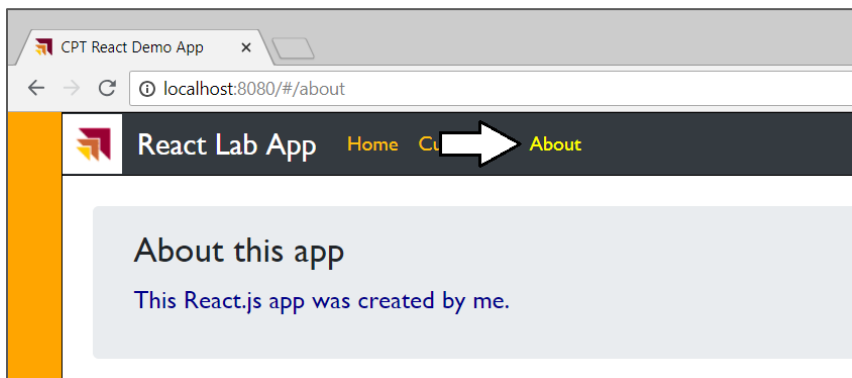 CPT React Demo App
localhost:8080/#/about
React Lab App Home About
About this app
This React.js app was created by me.